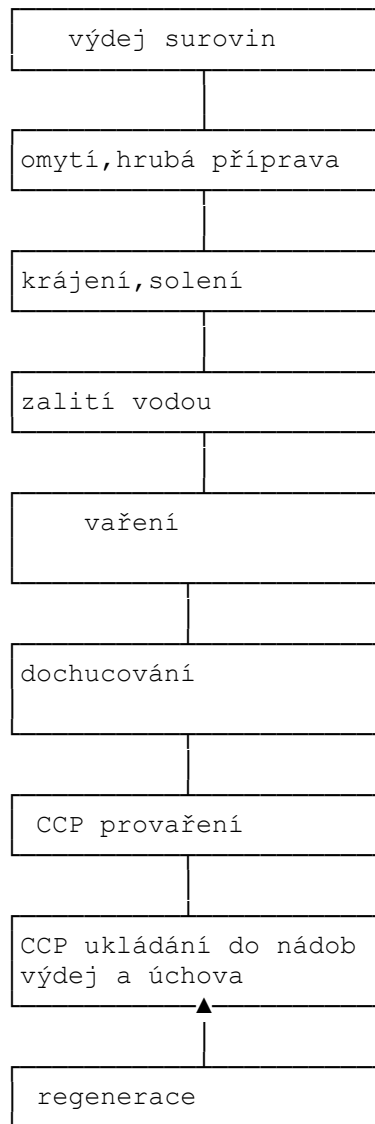 výdej surovin
omytí,hrubá příprava
krájení,solení
zalití vodou
vaření
dochucování
CCP provaření
CCP ukládání do nádob
výdej a úchova
regenerace